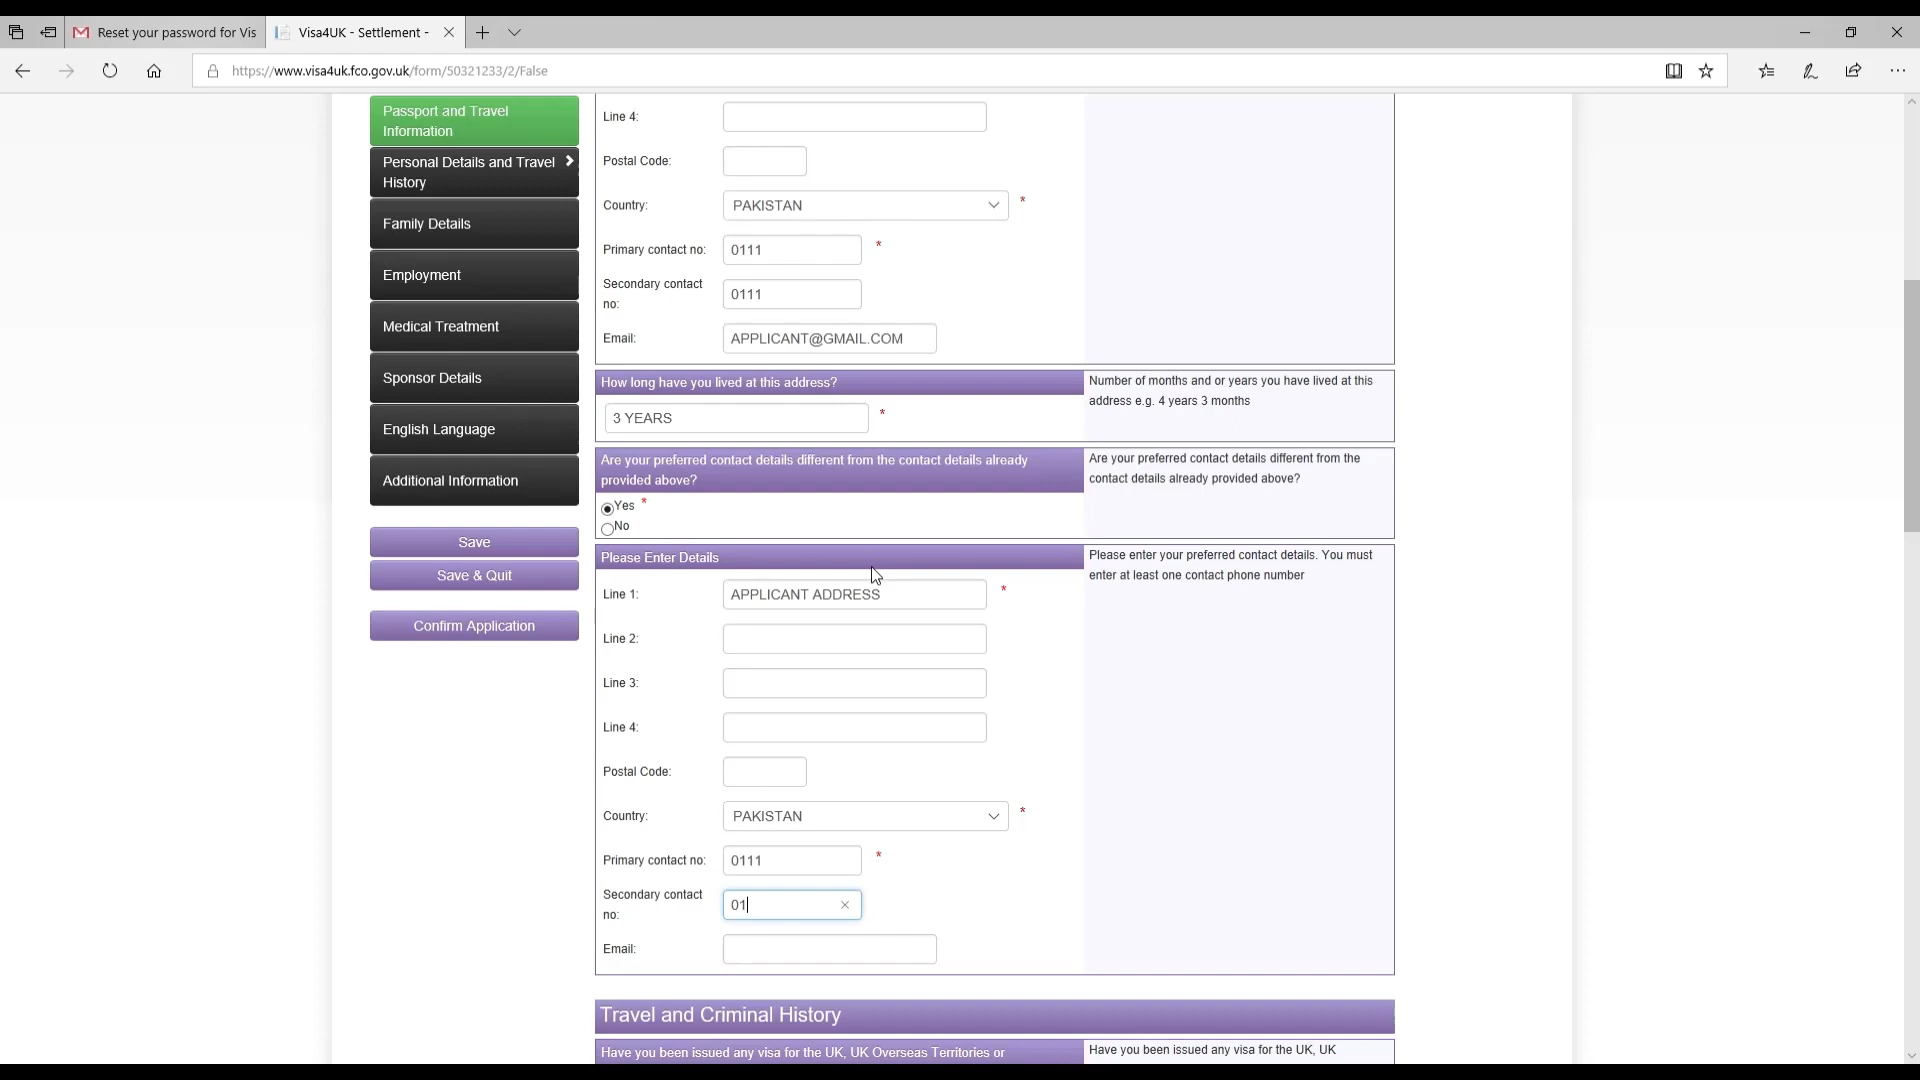 Reset your password for Vis
Visa4UK - Settlement -
https://www.visa4uk.fco.gov.uk/form/50321233/2/False
Passport and Travel
Information
Personal Details and Travel
History
Family Details
Employment
Medical Treatment
Sponsor Details
English Language
Additional Information
Save
Save & Quit
Confirm Application
Line 4:
Postal Code:
Country: PAKISTAN *
Primary contact no: 0111 *
Secondary contact
no: 0111
Email: APPLICANT@GMAIL.COM
How long have you lived at this address?
3 YEARS *
Number of months and or years you have lived at this
address e.g. 4 years 3 months
Are your preferred contact details different from the contact details already
provided above?
Yes *
No
Are your preferred contact details different from the
contact details already provided above?
Please Enter Details
Please enter your preferred contact details. You must
enter at least one contact phone number
Line 1: APPLICANT ADDRESS *
Line 2:
Line 3:
Line 4:
Postal Code:
Country: PAKISTAN *
Primary contact no: 0111 *
Secondary contact
no: 01
Email:
Travel and Criminal History
Have you been issued any visa for the UK, UK Overseas Territories or
Have you been issued any visa for the UK, UK